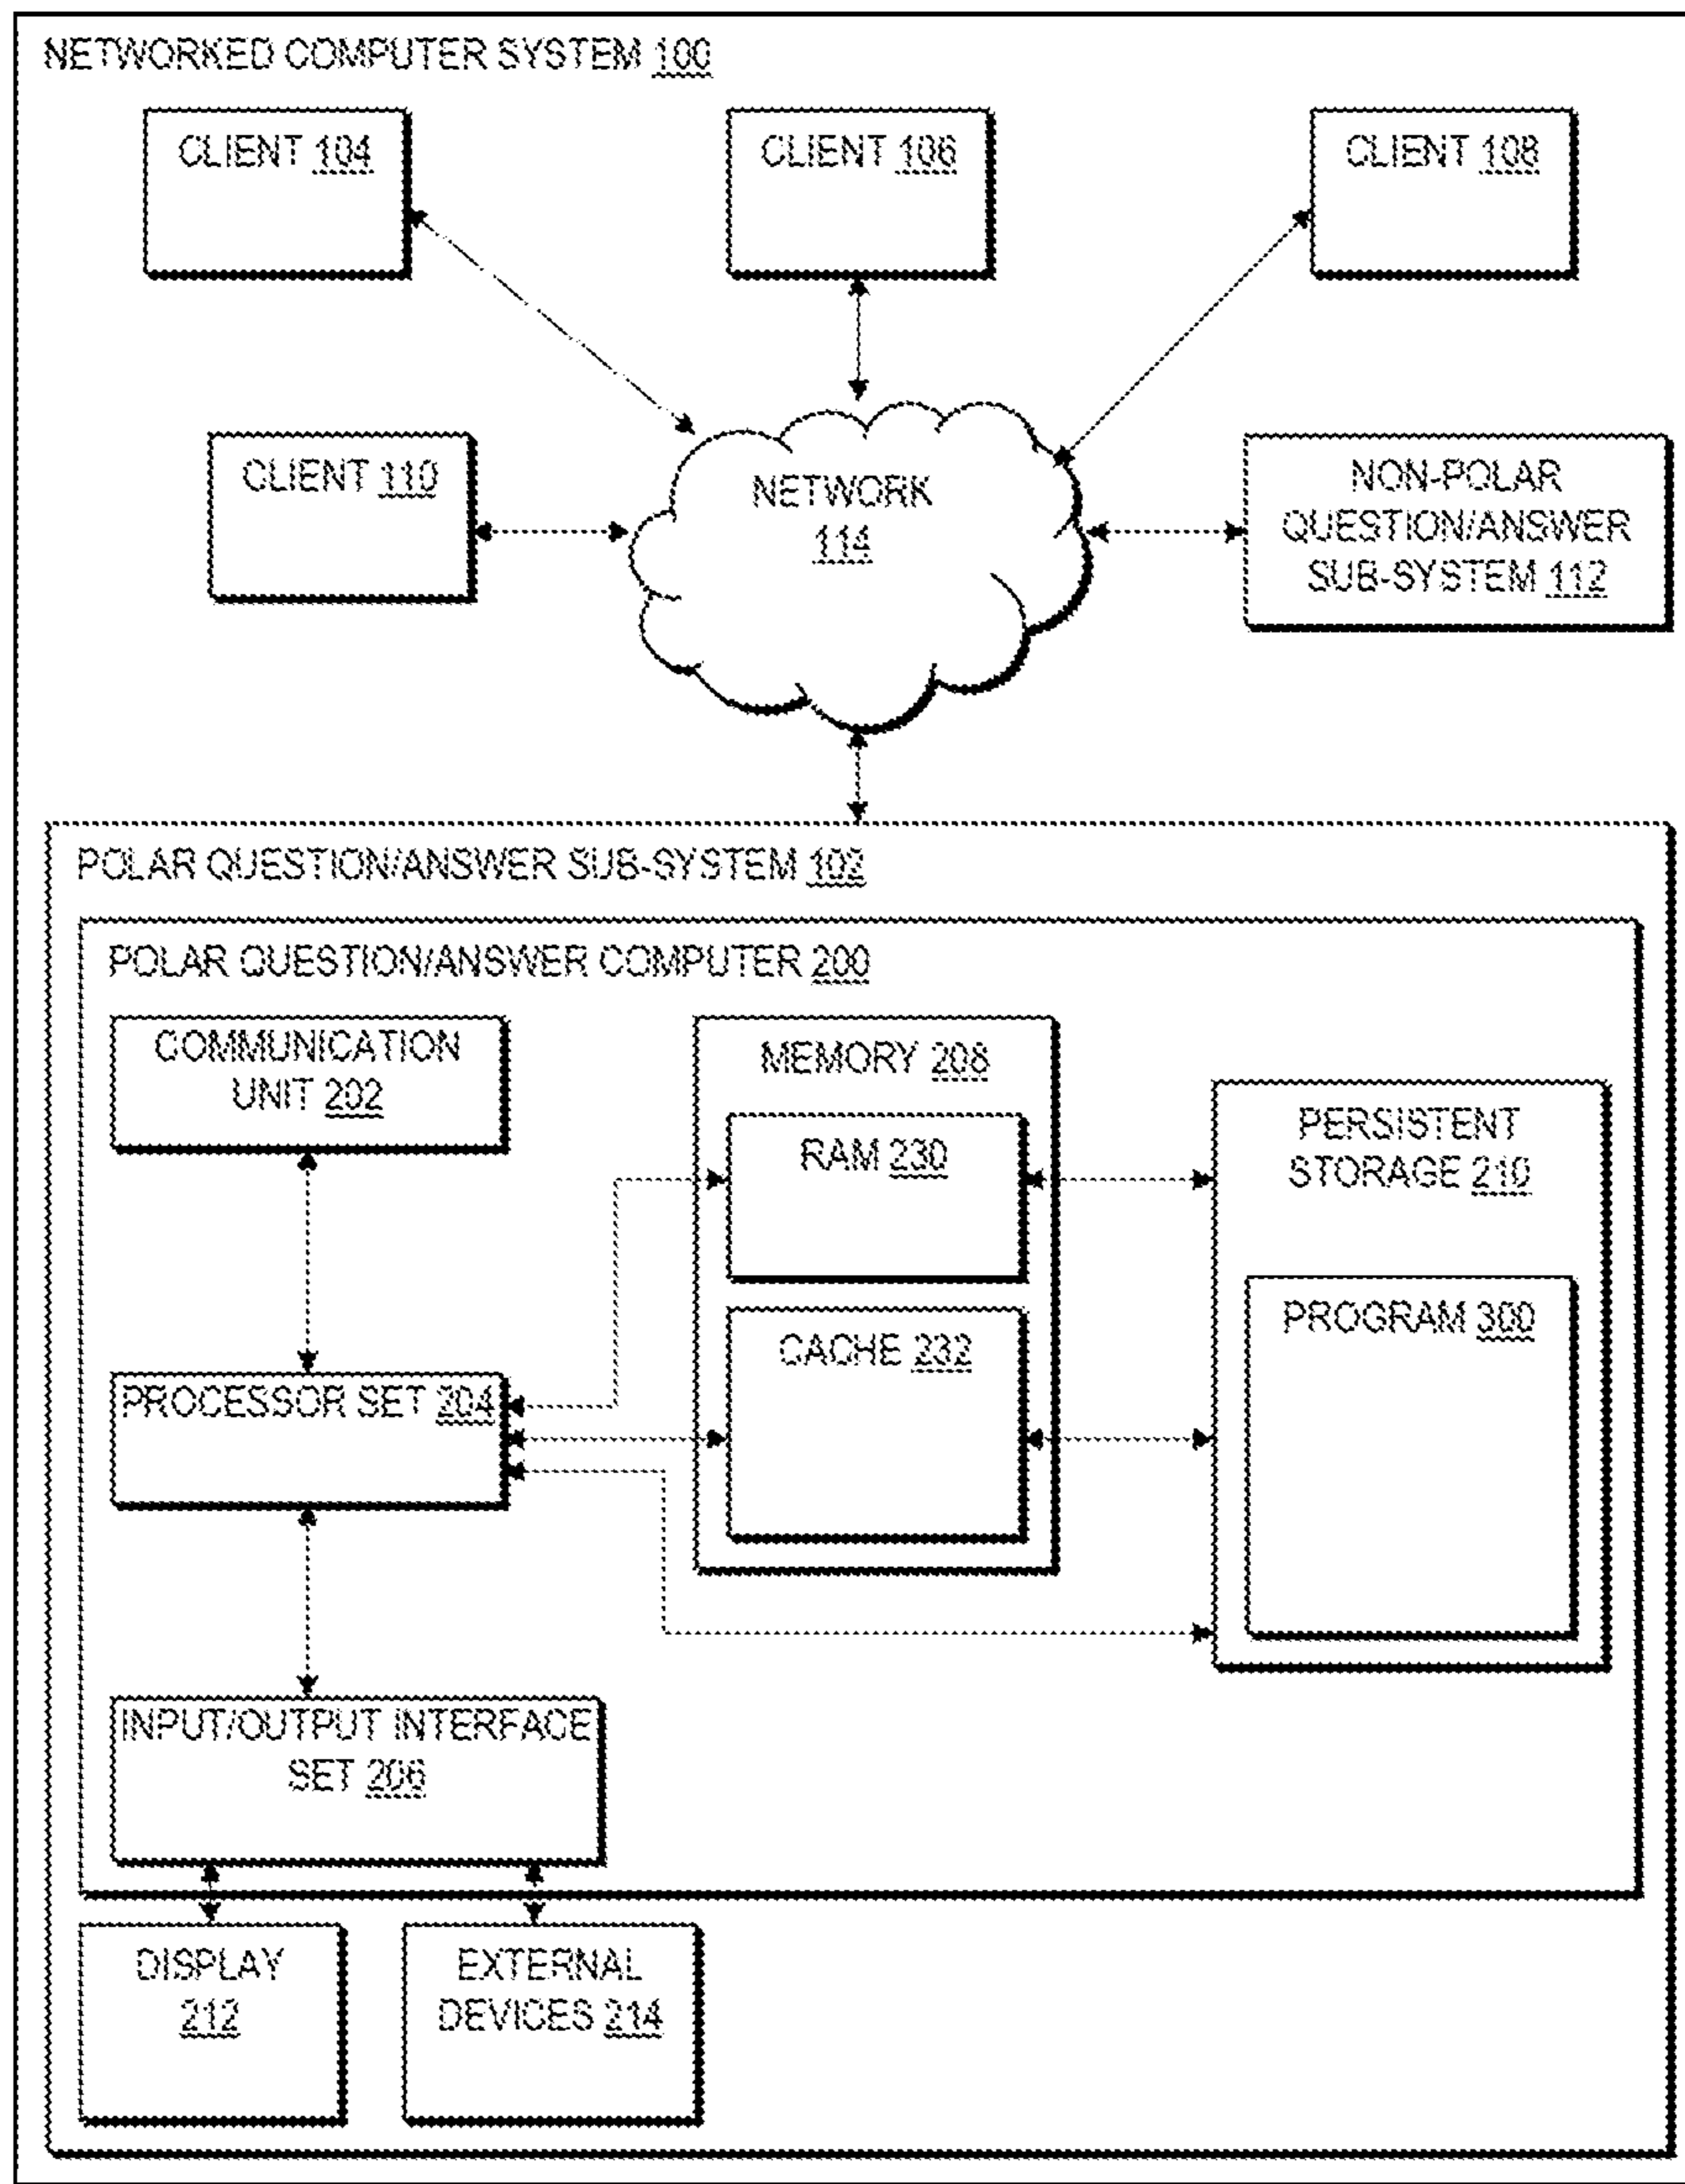 NETWORKED COMPUTER SYSTEM 100
CLIENT 104
CLIENT 106
CLIENT 108
CLIENT 110
NETWORK
114
NON-POLAR
QUESTION/ANSWER
SUB-SYSTEM 112
POLAR QUESTION/ANSWER SUB-SYSTEM 102
POLAR QUESTION/ANSWER COMPUTER 200
COMMUNICATION
UNIT 202
MEMORY 208
RAM 230
PERSISTENT
STORAGE 210
CACHE 232
PROGRAM 300
PROCESSOR SET 204
INPUT/OUTPUT INTERFACE
SET 206
DISPLAY
212
EXTERNAL
DEVICES 214